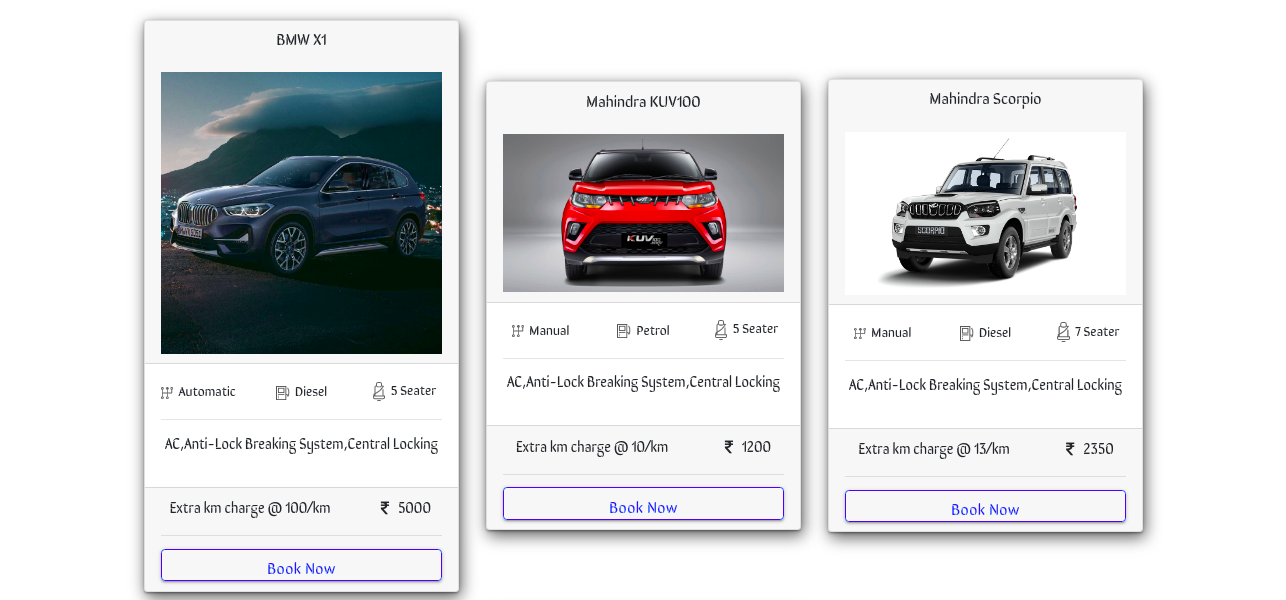 BMW X1
Automatic Diesel 5 Seater
AC,Anti-Lock Breaking System,Central Locking
Extra km charge @ 100/km ₹ 5000
Book Now
Mahindra KUV100
KUV100
Manual Petrol 5 Seater
AC,Anti-Lock Breaking System,Central Locking
Extra km charge @ 10/km ₹ 1200
Book Now
Mahindra Scorpio
SCORPIO
Manual Diesel 7 Seater
AC,Anti-Lock Breaking System,Central Locking
Extra km charge @ 13/km ₹ 2350
Book Now